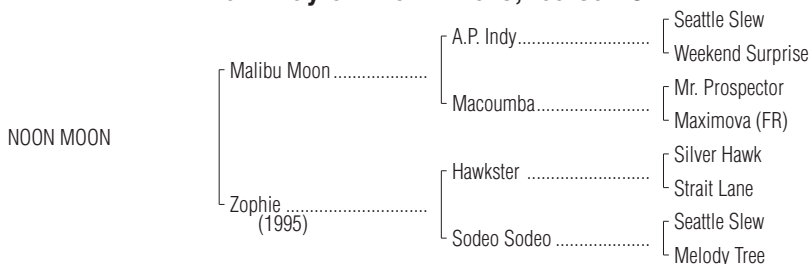 Seattle Slew
A.P. Indy
Weekend Surprise
Malibu Moon
Mr. Prospector
Macoumba
Maximova (FR)
NOON MOON
Silver Hawk
Hawkster
Strait Lane
Zophie
(1995)
Seattle Slew
Sodeo Sodeo
Melody Tree